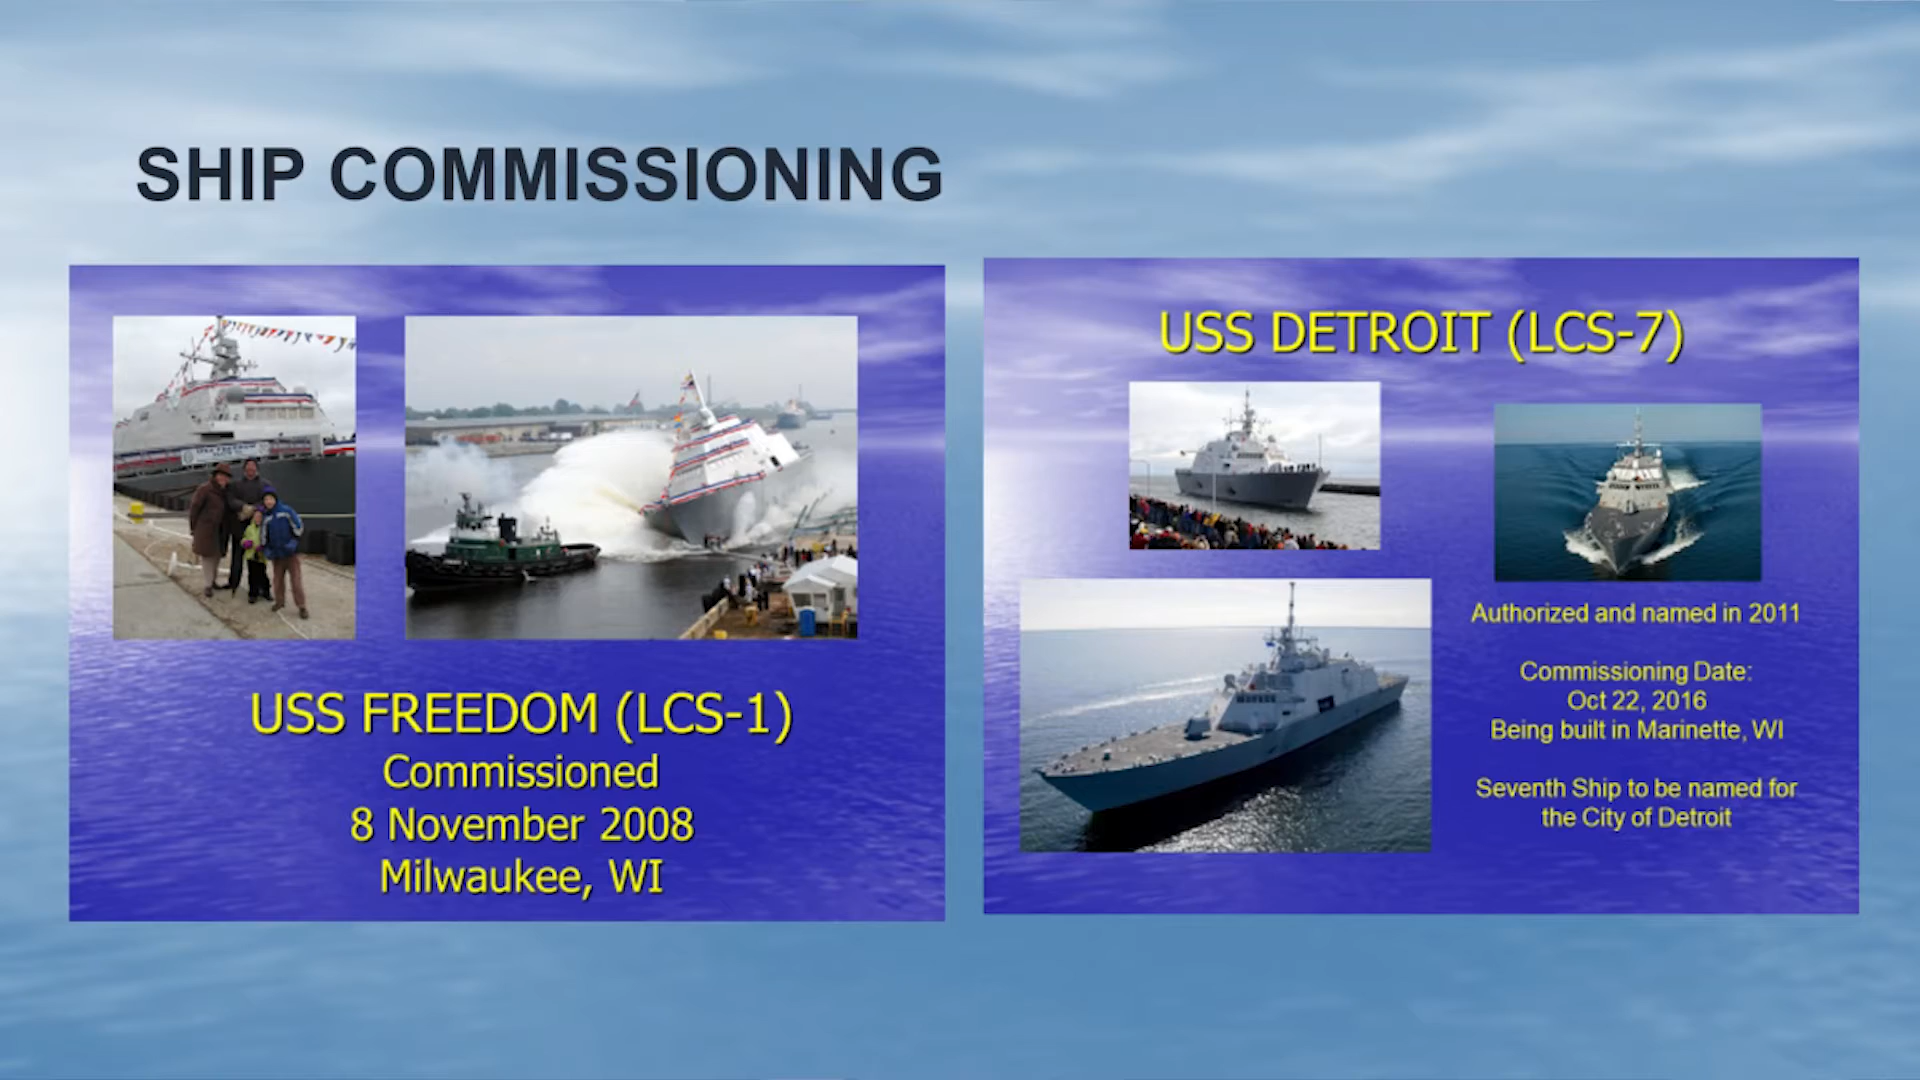 SHIP COMMISSIONING
USS FREEDOM (LCS-1)
Commissioned
8 November 2008
Milwaukee, WI
USS DETROIT (LCS-7)
Authorized and named in 2011
Commissioning Date:
Oct 22, 2016
Being built in Marinette, WI
Seventh Ship to be named for
the City of Detroit